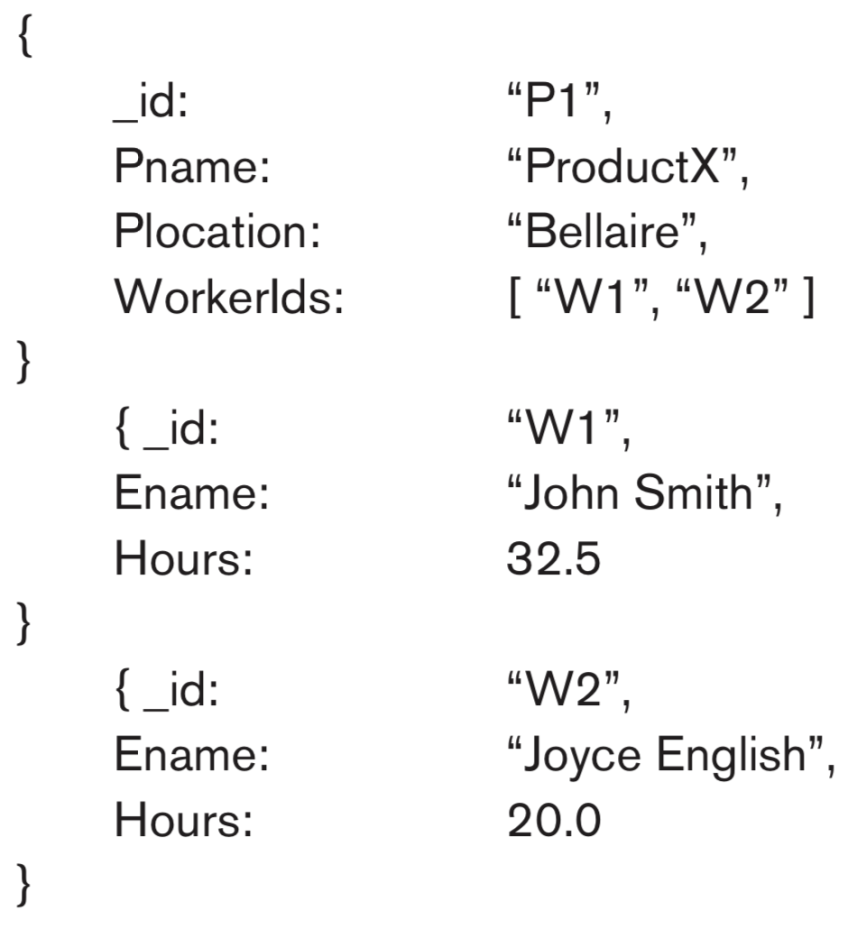 {
_id: “P1”,
Pname: “ProductX”,
Plocation: “Bellaire”,
WorkerIds: [ “W1”, “W2” ]
}
{ _id: “W1”,
Ename: “John Smith”,
Hours: 32.5
}
{ _id: “W2”,
Ename: “Joyce English”,
Hours: 20.0
}